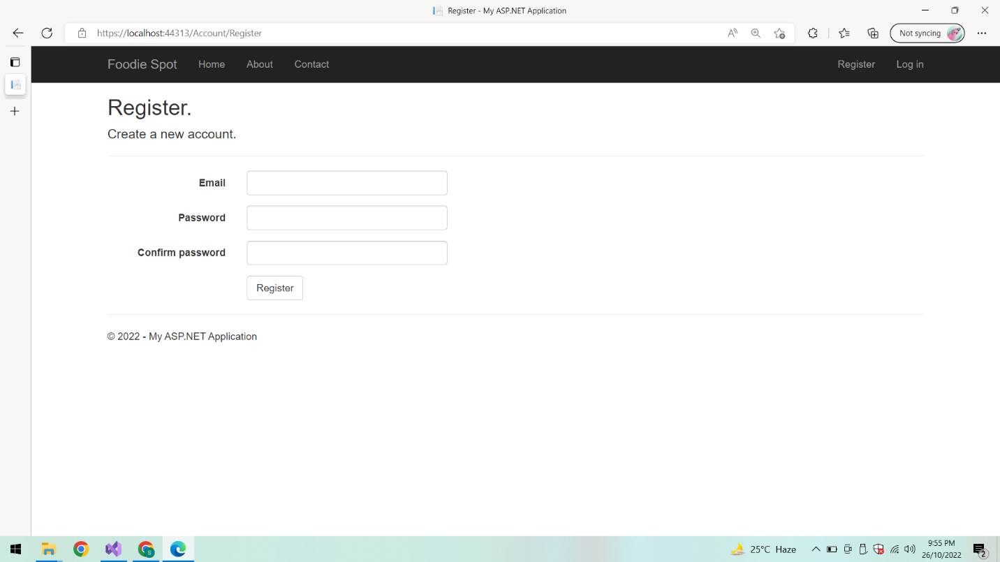 Register - My ASP.NET Application
https://localhost:44313/Account/Register
Not syncing
Foodie Spot Home About Contact Register Log in
Register.
Create a new account.
Email
Password
Confirm password
Register
© 2022 - My ASP.NET Application
25°C Haze
9:55 PM
26/10/2022
2
S